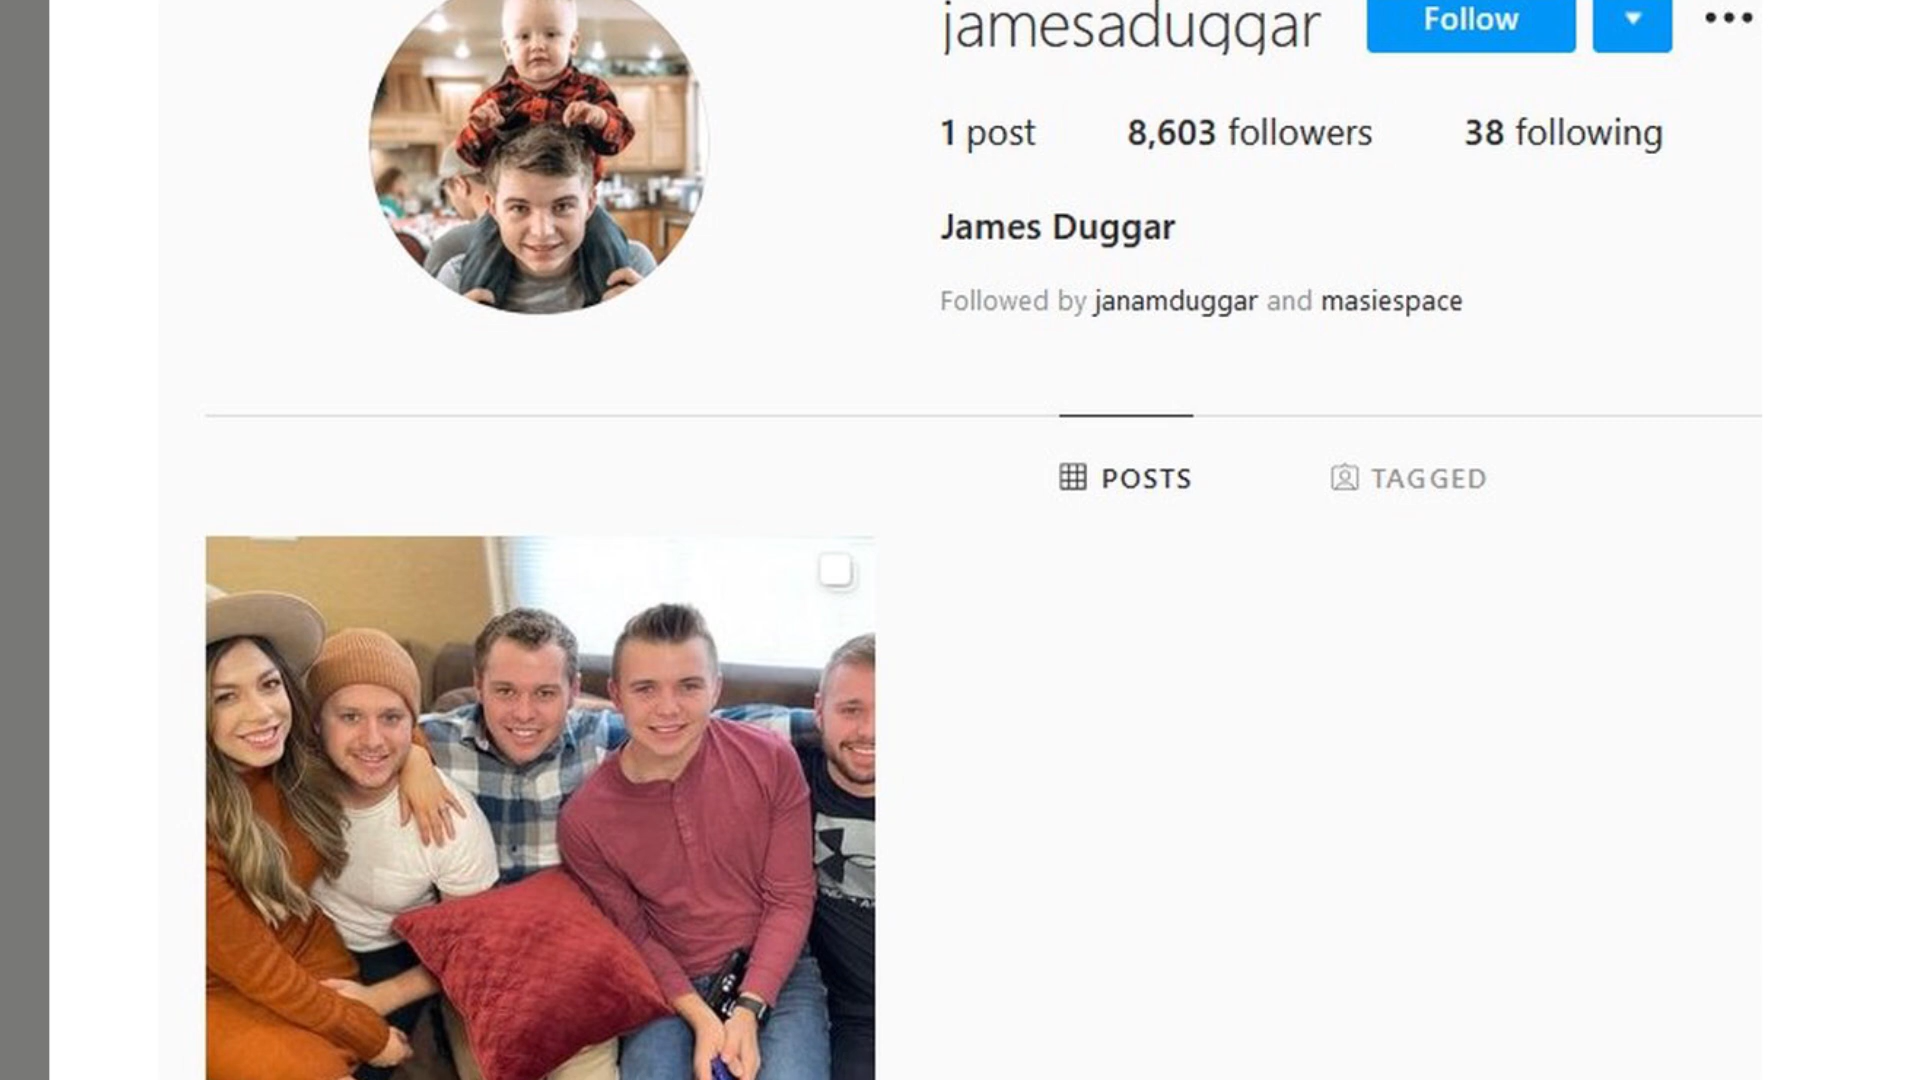 jamesaduggar Follow
1 post 8,603 followers 38 following
James Duggar
Followed by janamduggar and masiespace
POSTS TAGGED